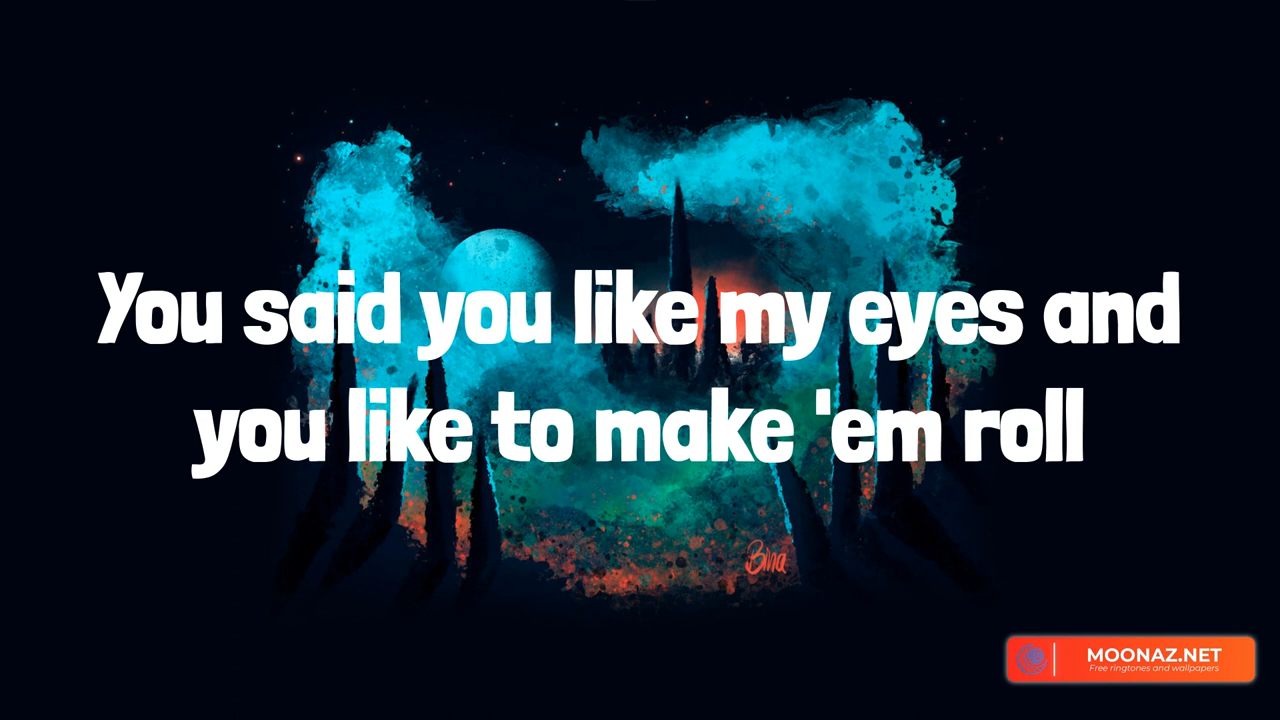 You said you like my eyes and
you like to make 'em roll
Bina
MOONAZ.NET
Free ringtones and wallpapers